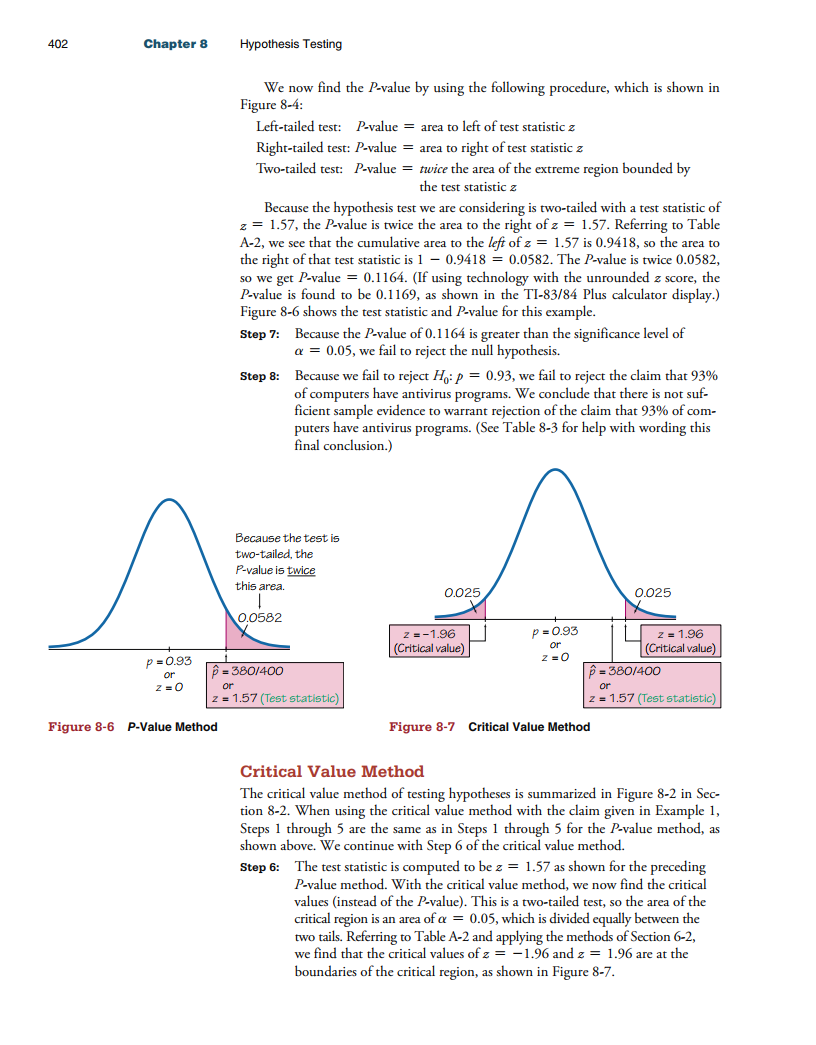 402 Chapter 8 Hypothesis Testing
We now find the P-value by using the following procedure, which is shown in
Figure 8-4:
Left-tailed test: P-value = area to left of test statistic z
Right-tailed test: P-value = area to right of test statistic z
Two-tailed test: P-value = twice the area of the extreme region bounded by
the test statistic z
Because the hypothesis test we are considering is two-tailed with a test statistic of
z = 1.57, the P-value is twice the area to the right of z = 1.57. Referring to Table
A-2, we see that the cumulative area to the left of z = 1.57 is 0.9418, so the area to
the right of that test statistic is 1 − 0.9418 = 0.0582. The P-value is twice 0.0582,
so we get P-value = 0.1164. (If using technology with the unrounded z score, the
P-value is found to be 0.1169, as shown in the TI-83/84 Plus calculator display.)
Figure 8-6 shows the test statistic and P-value for this example.
Step 7: Because the P-value of 0.1164 is greater than the significance level of
α = 0.05, we fail to reject the null hypothesis.
Step 8: Because we fail to reject H₀: p = 0.93, we fail to reject the claim that 93%
of computers have antivirus programs. We conclude that there is not suf-
ficient sample evidence to warrant rejection of the claim that 93% of com-
puters have antivirus programs. (See Table 8-3 for help with wording this
final conclusion.)
Because the test is
two-tailed, the
P-value is twice
this area.
0.0582
p = 0.93
or
z = 0
p̂ = 380/400
or
z = 1.57 (Test statistic)
Figure 8-6 P-Value Method
0.025
0.025
z = −1.96
(Critical value)
p = 0.93
or
z = 0
z = 1.96
(Critical value)
p̂ = 380/400
or
z = 1.57 (Test statistic)
Figure 8-7 Critical Value Method
Critical Value Method
The critical value method of testing hypotheses is summarized in Figure 8-2 in Sec-
tion 8-2. When using the critical value method with the claim given in Example 1,
Steps 1 through 5 are the same as in Steps 1 through 5 for the P-value method, as
shown above. We continue with Step 6 of the critical value method.
Step 6: The test statistic is computed to be z = 1.57 as shown for the preceding
P-value method. With the critical value method, we now find the critical
values (instead of the P-value). This is a two-tailed test, so the area of the
critical region is an area of α = 0.05, which is divided equally between the
two tails. Referring to Table A-2 and applying the methods of Section 6-2,
we find that the critical values of z = −1.96 and z = 1.96 are at the
boundaries of the critical region, as shown in Figure 8-7.